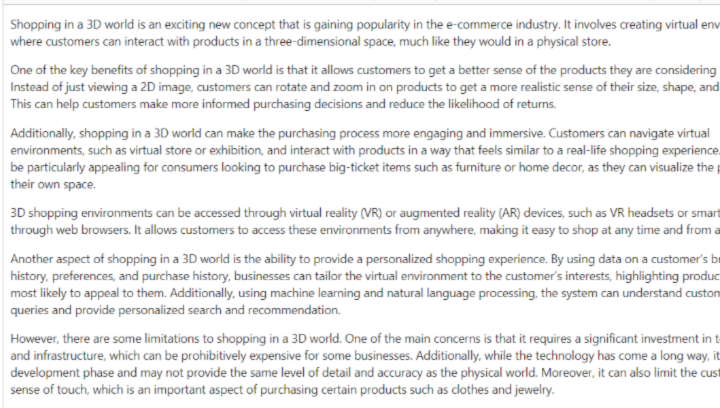 Shopping in a 3D world is an exciting new concept that is gaining popularity in the e-commerce industry. It involves creating virtual
where customers can interact with products in a three-dimensional space, much like they would in a physical store.
One of the key benefits of shopping in a 3D world is that it allows customers to get a better sense of the products they are considering
Instead of just viewing a 2D image, customers can rotate and zoom in on products to get a more realistic sense of their size, shape, and
This can help customers make more informed purchasing decisions and reduce the likelihood of returns.
Additionally, shopping in a 3D world can make the purchasing process more engaging and immersive. Customers can navigate virtual
environments, such as virtual store or exhibition, and interact with products in a way that feels similar to a real-life shopping experience.
be particularly appealing for consumers looking to purchase big-ticket items such as furniture or home decor, as they can visualize the
their own space.
3D shopping environments can be accessed through virtual reality (VR) or augmented reality (AR) devices, such as VR headsets or smart
through web browsers. It allows customers to access these environments from anywhere, making it easy to shop at any time and from
Another aspect of shopping in a 3D world is the ability to provide a personalized shopping experience. By using data on a customer's
history, preferences, and purchase history, businesses can tailor the virtual environment to the customer's interests, highlighting
most likely to appeal to them. Additionally, using machine learning and natural language processing, the system can understand
queries and provide personalized search and recommendation.
However, there are some limitations to shopping in a 3D world. One of the main concerns is that it requires a significant investment in
and infrastructure, which can be prohibitively expensive for some businesses. Additionally, while the technology has come a long way, it
development phase and may not provide the same level of detail and accuracy as the physical world. Moreover, it can also limit the
sense of touch, which is an important aspect of purchasing certain products such as clothes and jewelry.